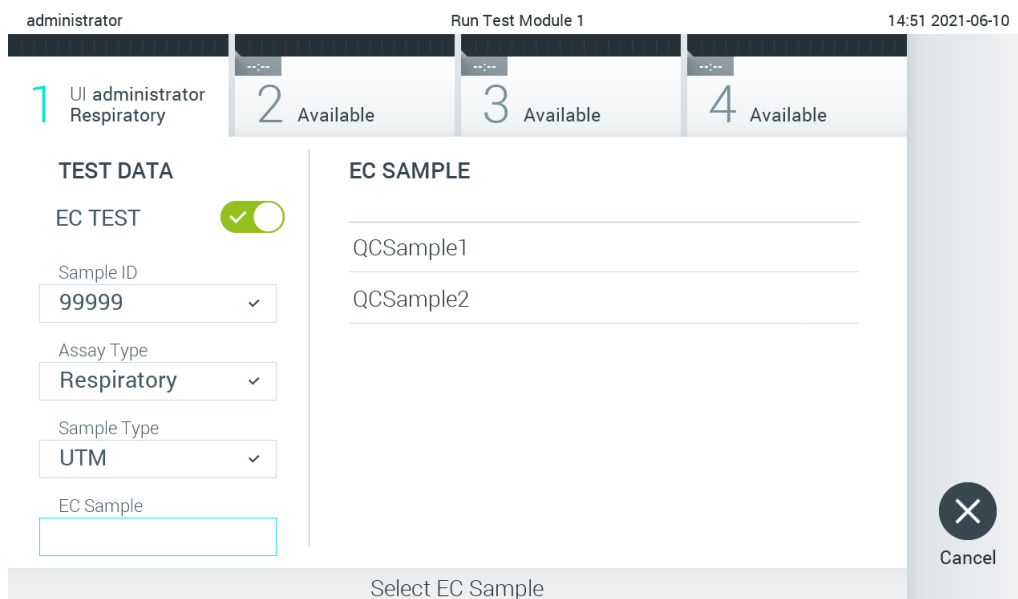 administrator Run Test Module 1 14:51 2021-06-10
--:-- --:-- --:--
1 UI administrator Respiratory
2 Available
3 Available
4 Available
TEST DATA
EC TEST
Sample ID
99999
Assay Type
Respiratory
Sample Type
UTM
EC Sample
EC SAMPLE
QCSample1
QCSample2
Cancel
Select EC Sample